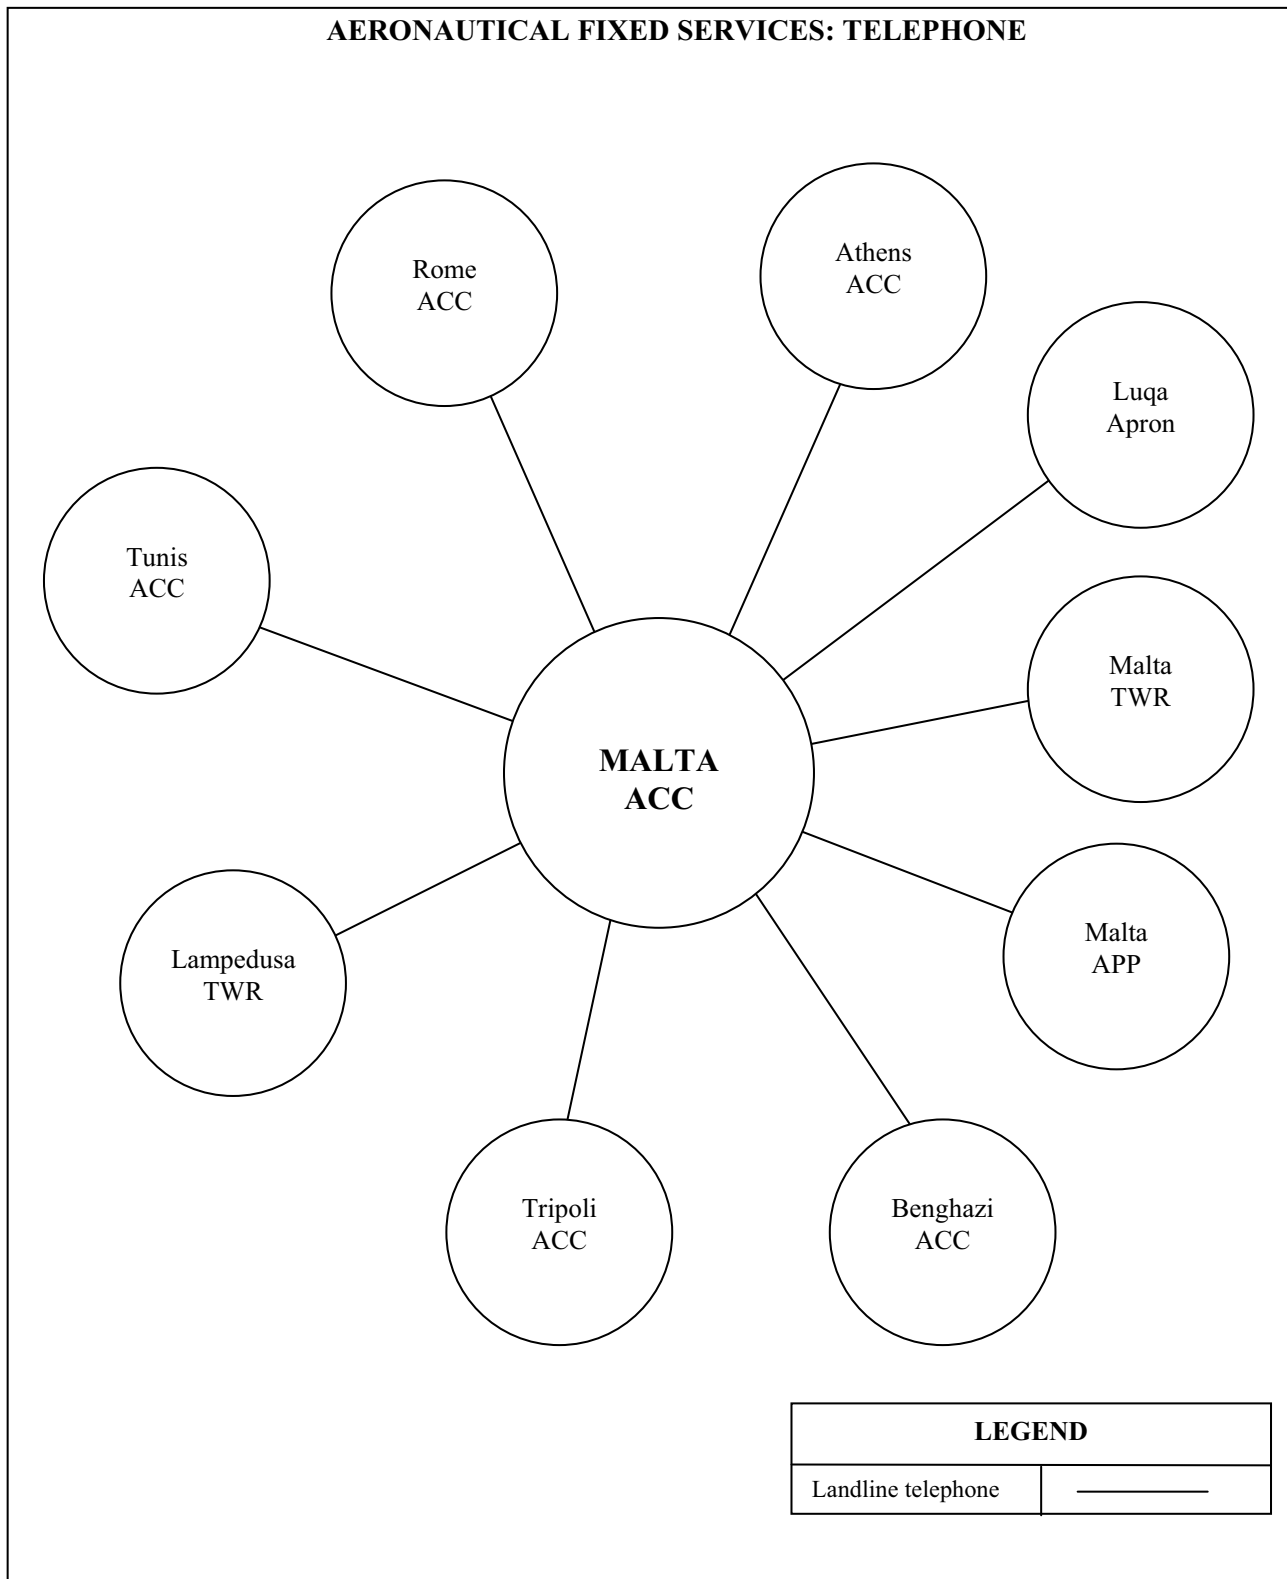 AERONAUTICAL FIXED SERVICES: TELEPHONE
Rome
ACC
Athens
ACC
Luqa
Apron
Tunis
ACC
Malta
TWR
MALTA
ACC
Lampedusa
TWR
Malta
APP
Tripoli
ACC
Benghazi
ACC
LEGEND
Landline telephone